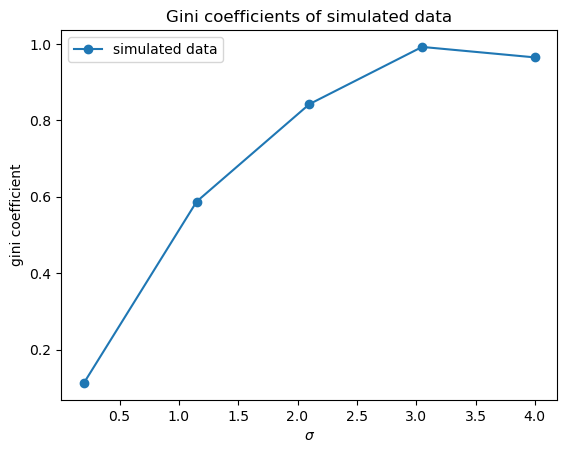 Gini coefficients of simulated data
simulated data
1.0
0.8
0.6
0.4
0.2
gini coefficient
0.5 1.0 1.5 2.0 2.5 3.0 3.5 4.0
σ